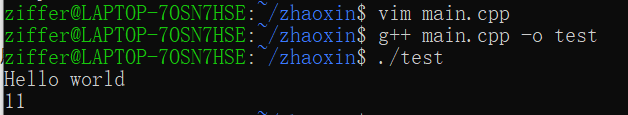 ziffer@LAPTOP-7OSN7HSE:~/zhaoxin$ vim main.cpp
ziffer@LAPTOP-7OSN7HSE:~/zhaoxin$ g++ main.cpp -o test
ziffer@LAPTOP-7OSN7HSE:~/zhaoxin$ ./test
Hello world
11